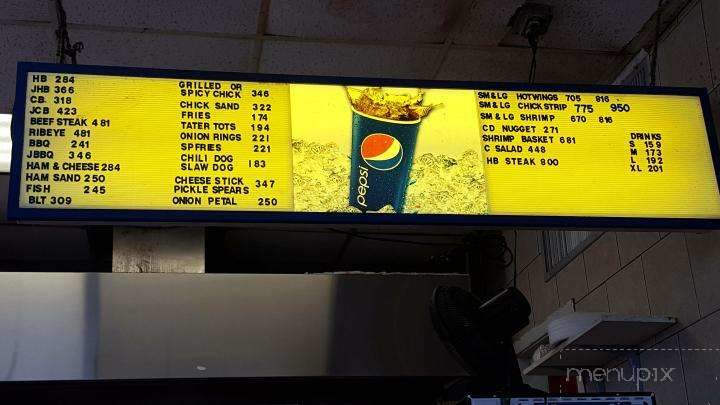 HB 284
JHB 366
CB 318
JCB 423
BEEF STEAK 481
RIBEYE 481
BBQ 241
JBBQ 346
HAM & CHEESE 284
HAM SAND 250
FISH 245
BLT 309
GRILLED OR
SPICY CHICK 346
CHICK SAND 322
FRIES 174
TATER TOTS 194
ONION RINGS 221
SPFRIES 221
CHILI DOG
SLAW DOG 183
CHEESE STICK 347
PICKLE SPEARS
ONION PETAL 250
pepsi
SM&LG HOTWINGS 705 816
SM&LG CHICK STRIP 775 950
SM&LG SHRIMP 670 816
CD NUGGET 271
SHRIMP BASKET 681
C SALAD 448
HB STEAK 800
DRINKS
S 159
M 173
L 192
XL 201
menupix